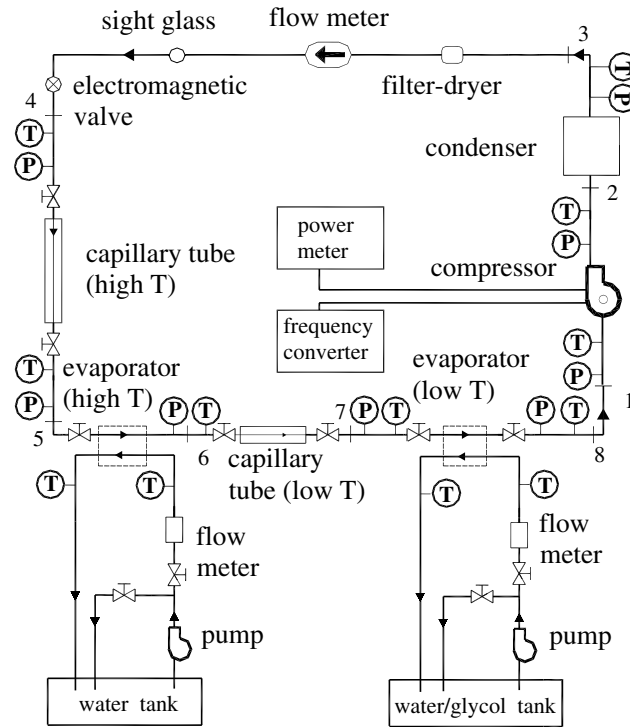 sight glass
flow meter
3
T
P
4
electromagnetic
valve
filter-dryer
T
P
condenser
2
power
meter
T
P
compressor
capillary tube
(high T)
frequency
converter
T
P
T
P
evaporator
(high T)
evaporator
(low T)
1
5
P
T
6
7
P
T
P
T
8
capillary
tube (low T)
T
T
flow
meter
T
T
flow
meter
pump
pump
water tank
water/glycol tank